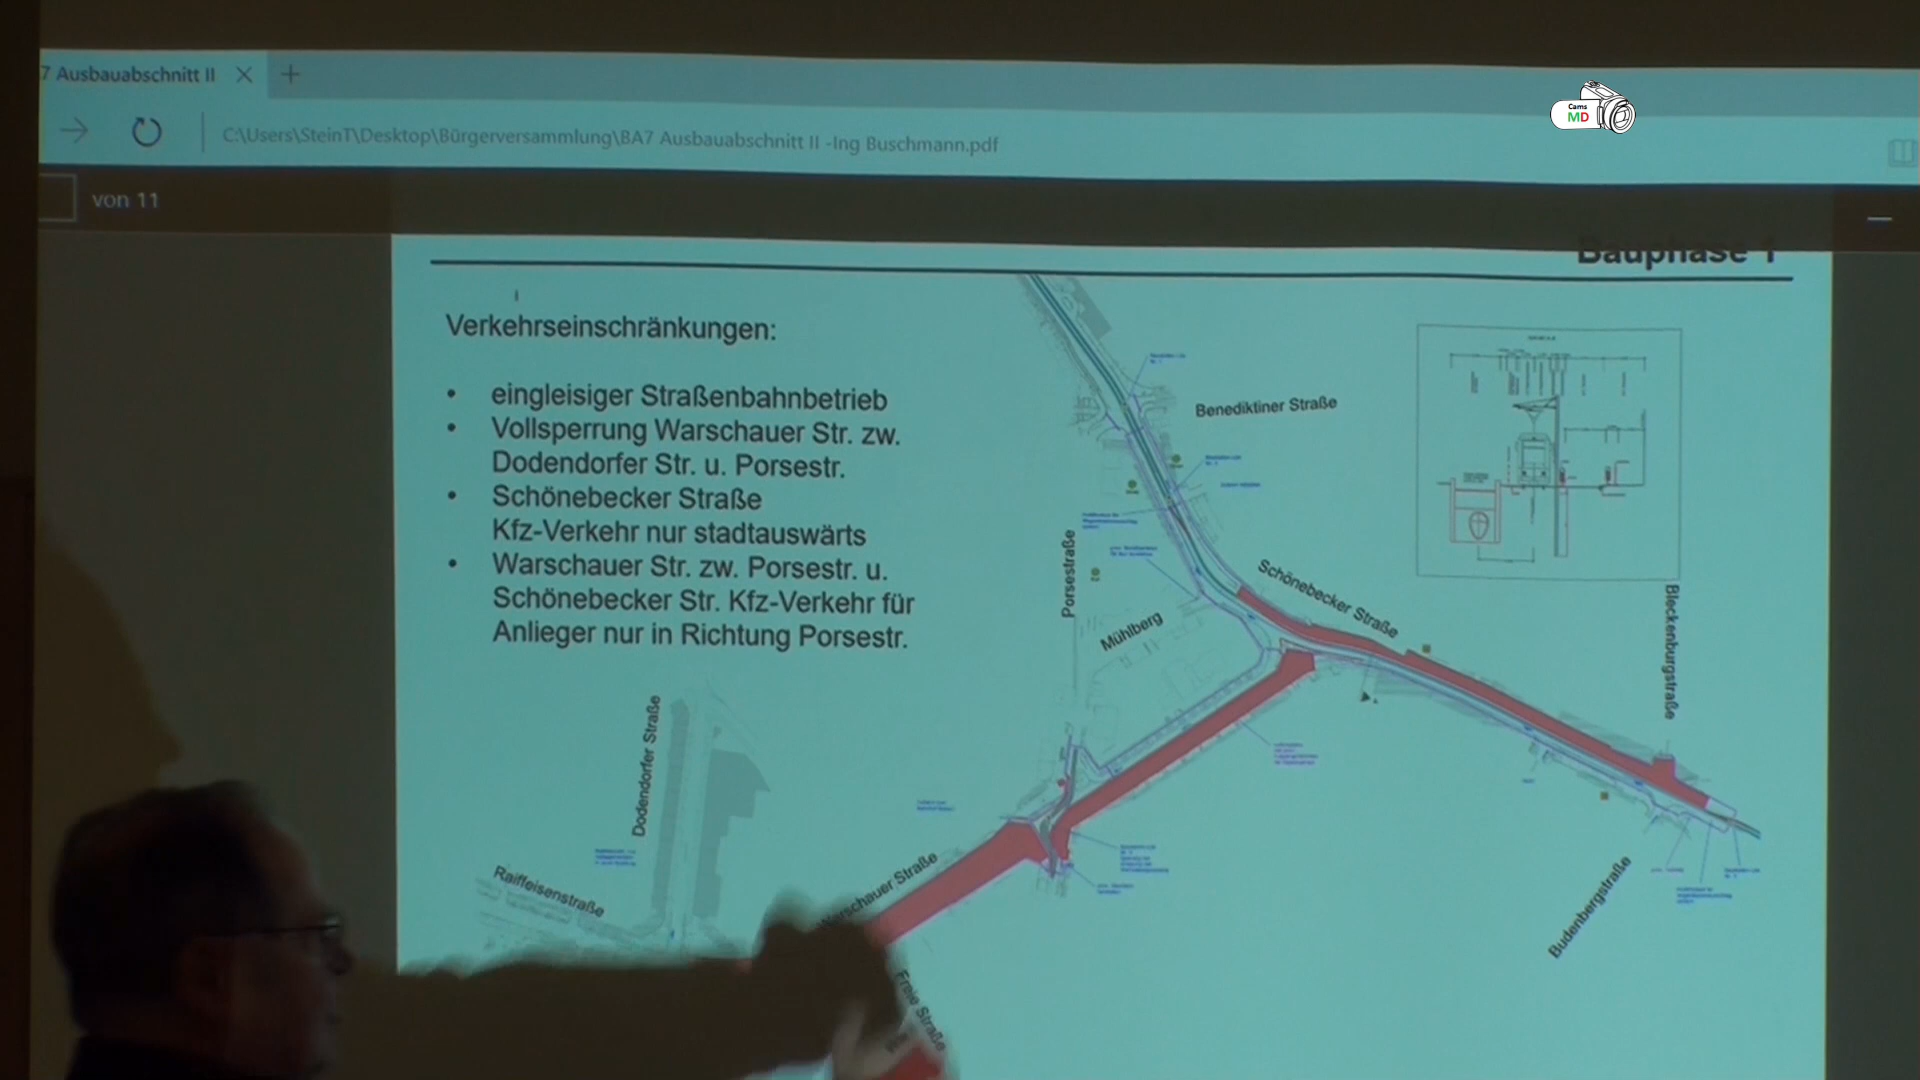 7 Ausbauabschnitt II
Cams
MD
C:\Users\SteinT\Desktop\Bürgerversammlung\BA7 Ausbauabschnitt II -Ing Buschmann.pdf
von 11
Bauphase 1
Verkehrseinschränkungen:
• eingleisiger Straßenbahnbetrieb
• Vollsperrung Warschauer Str. zw.
Dodendorfer Str. u. Porsestr.
• Schönebecker Straße
Kfz-Verkehr nur stadtauswärts
• Warschauer Str. zw. Porsestr. u.
Schönebecker Str. Kfz-Verkehr für
Anlieger nur in Richtung Porsestr.
Benediktiner Straße
Porsestraße
Schönebecker Straße
Mühlberg
Bleckenburgstraße
Dodendorfer Straße
Raiffeisenstraße
Warschauer Straße
Budenbergstraße
Freie Straße